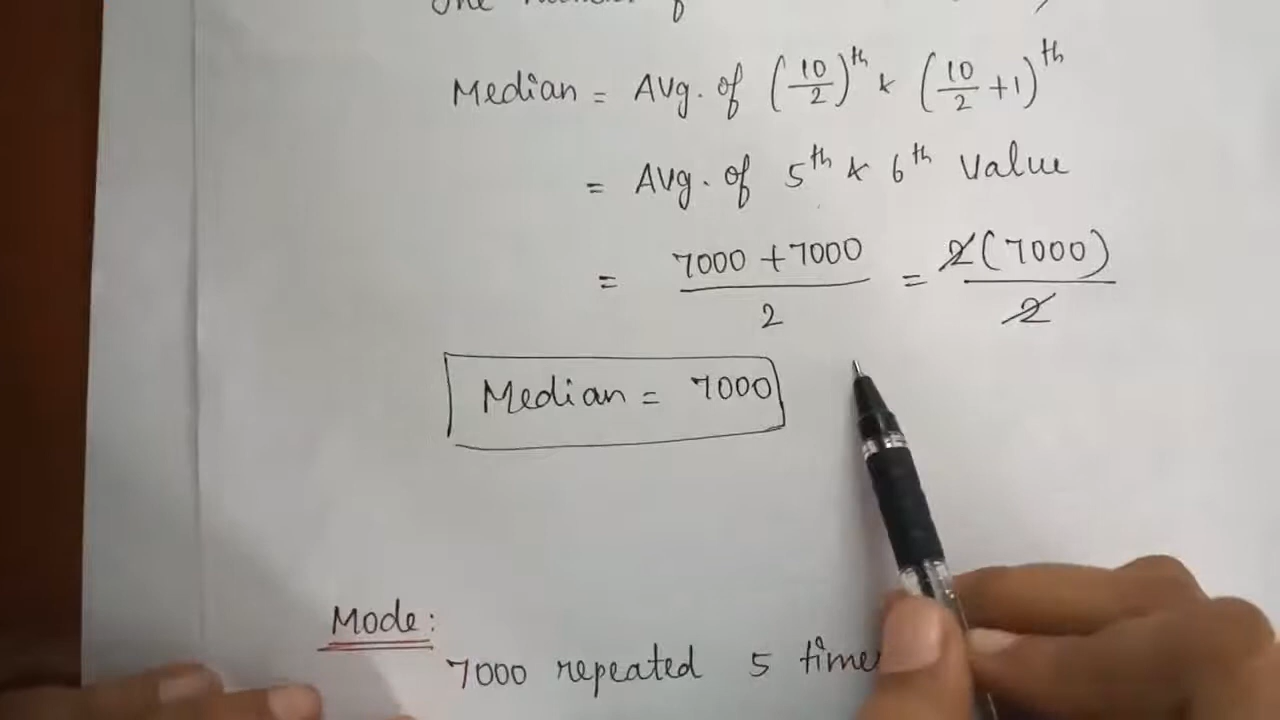 Median = Avg. of (10/2)th & (10/2 +1)th
= Avg. of 5th & 6th value
= 7000 + 7000 / 2 = 2(7000) / 2
Median = 7000
Mode:
7000 repeated 5 time